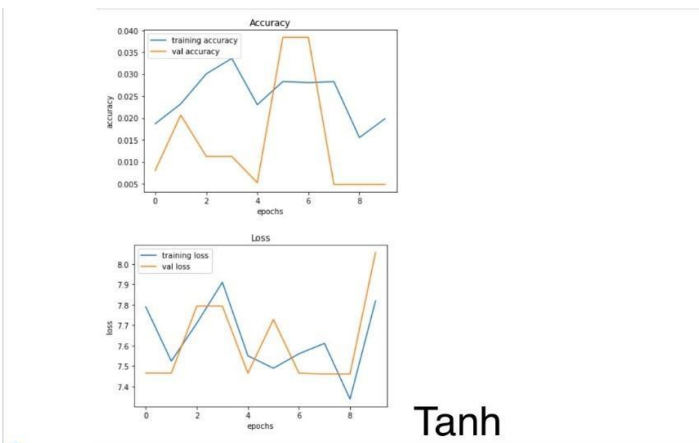 Accuracy
training accuracy
val accuracy
0.040
0.035
0.030
0.025
0.020
0.015
0.010
0.005
accuracy
0 2 4 6 8
epochs
Loss
training loss
val loss
8.0
7.9
7.8
7.7
7.6
7.5
7.4
loss
0 2 4 6 8
epochs
Tanh